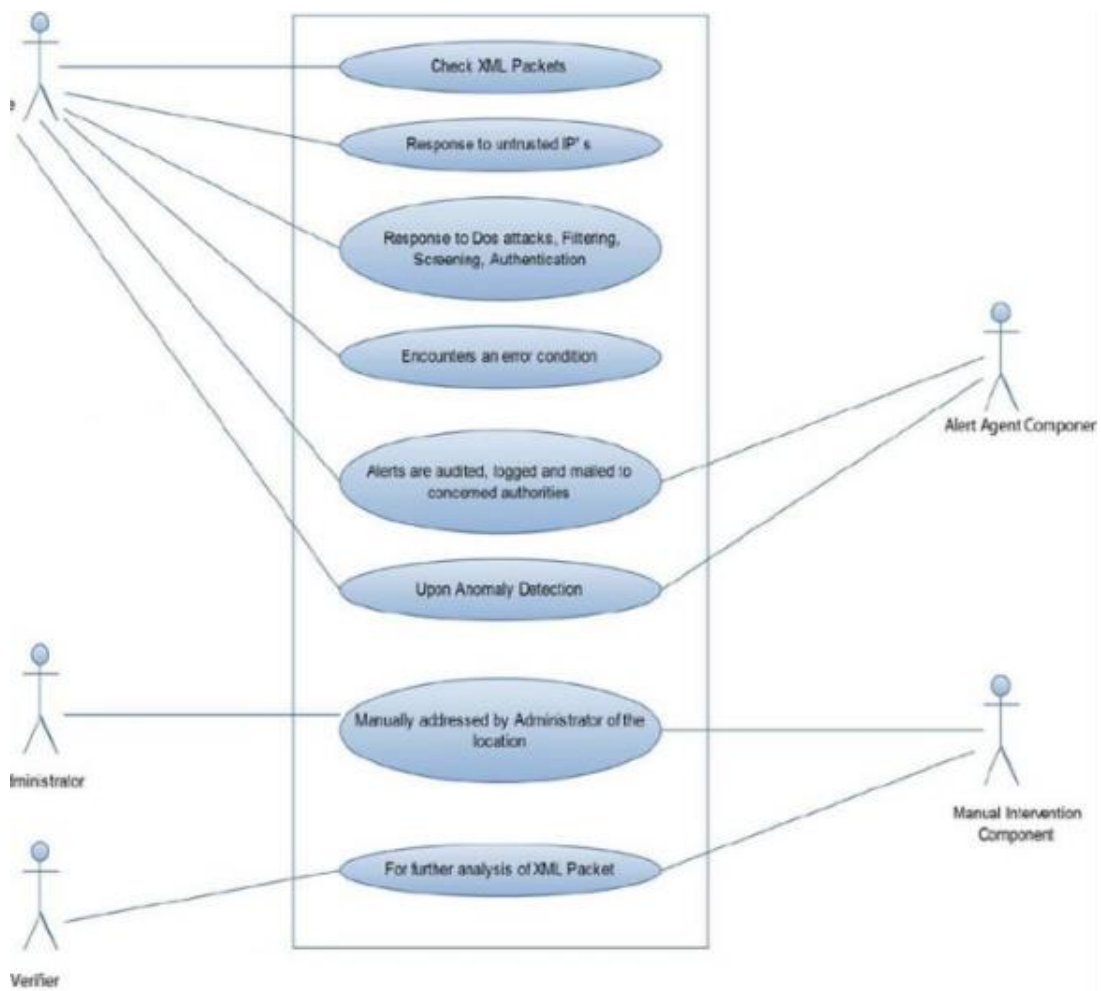 Check XML Packets
Response to untrusted IP' s
Response to Dos attacks, Filtering,
Screening, Authentication
Encounters an error condition
Alert Agent Componer
Alerts are audited, logged and mailed to
concerned authorities
Upon Anomaly Detection
Manually addressed by Administrator of the
location
dministrator
Manual Intervention
Component
For further analysis of XML Packet
Verifier